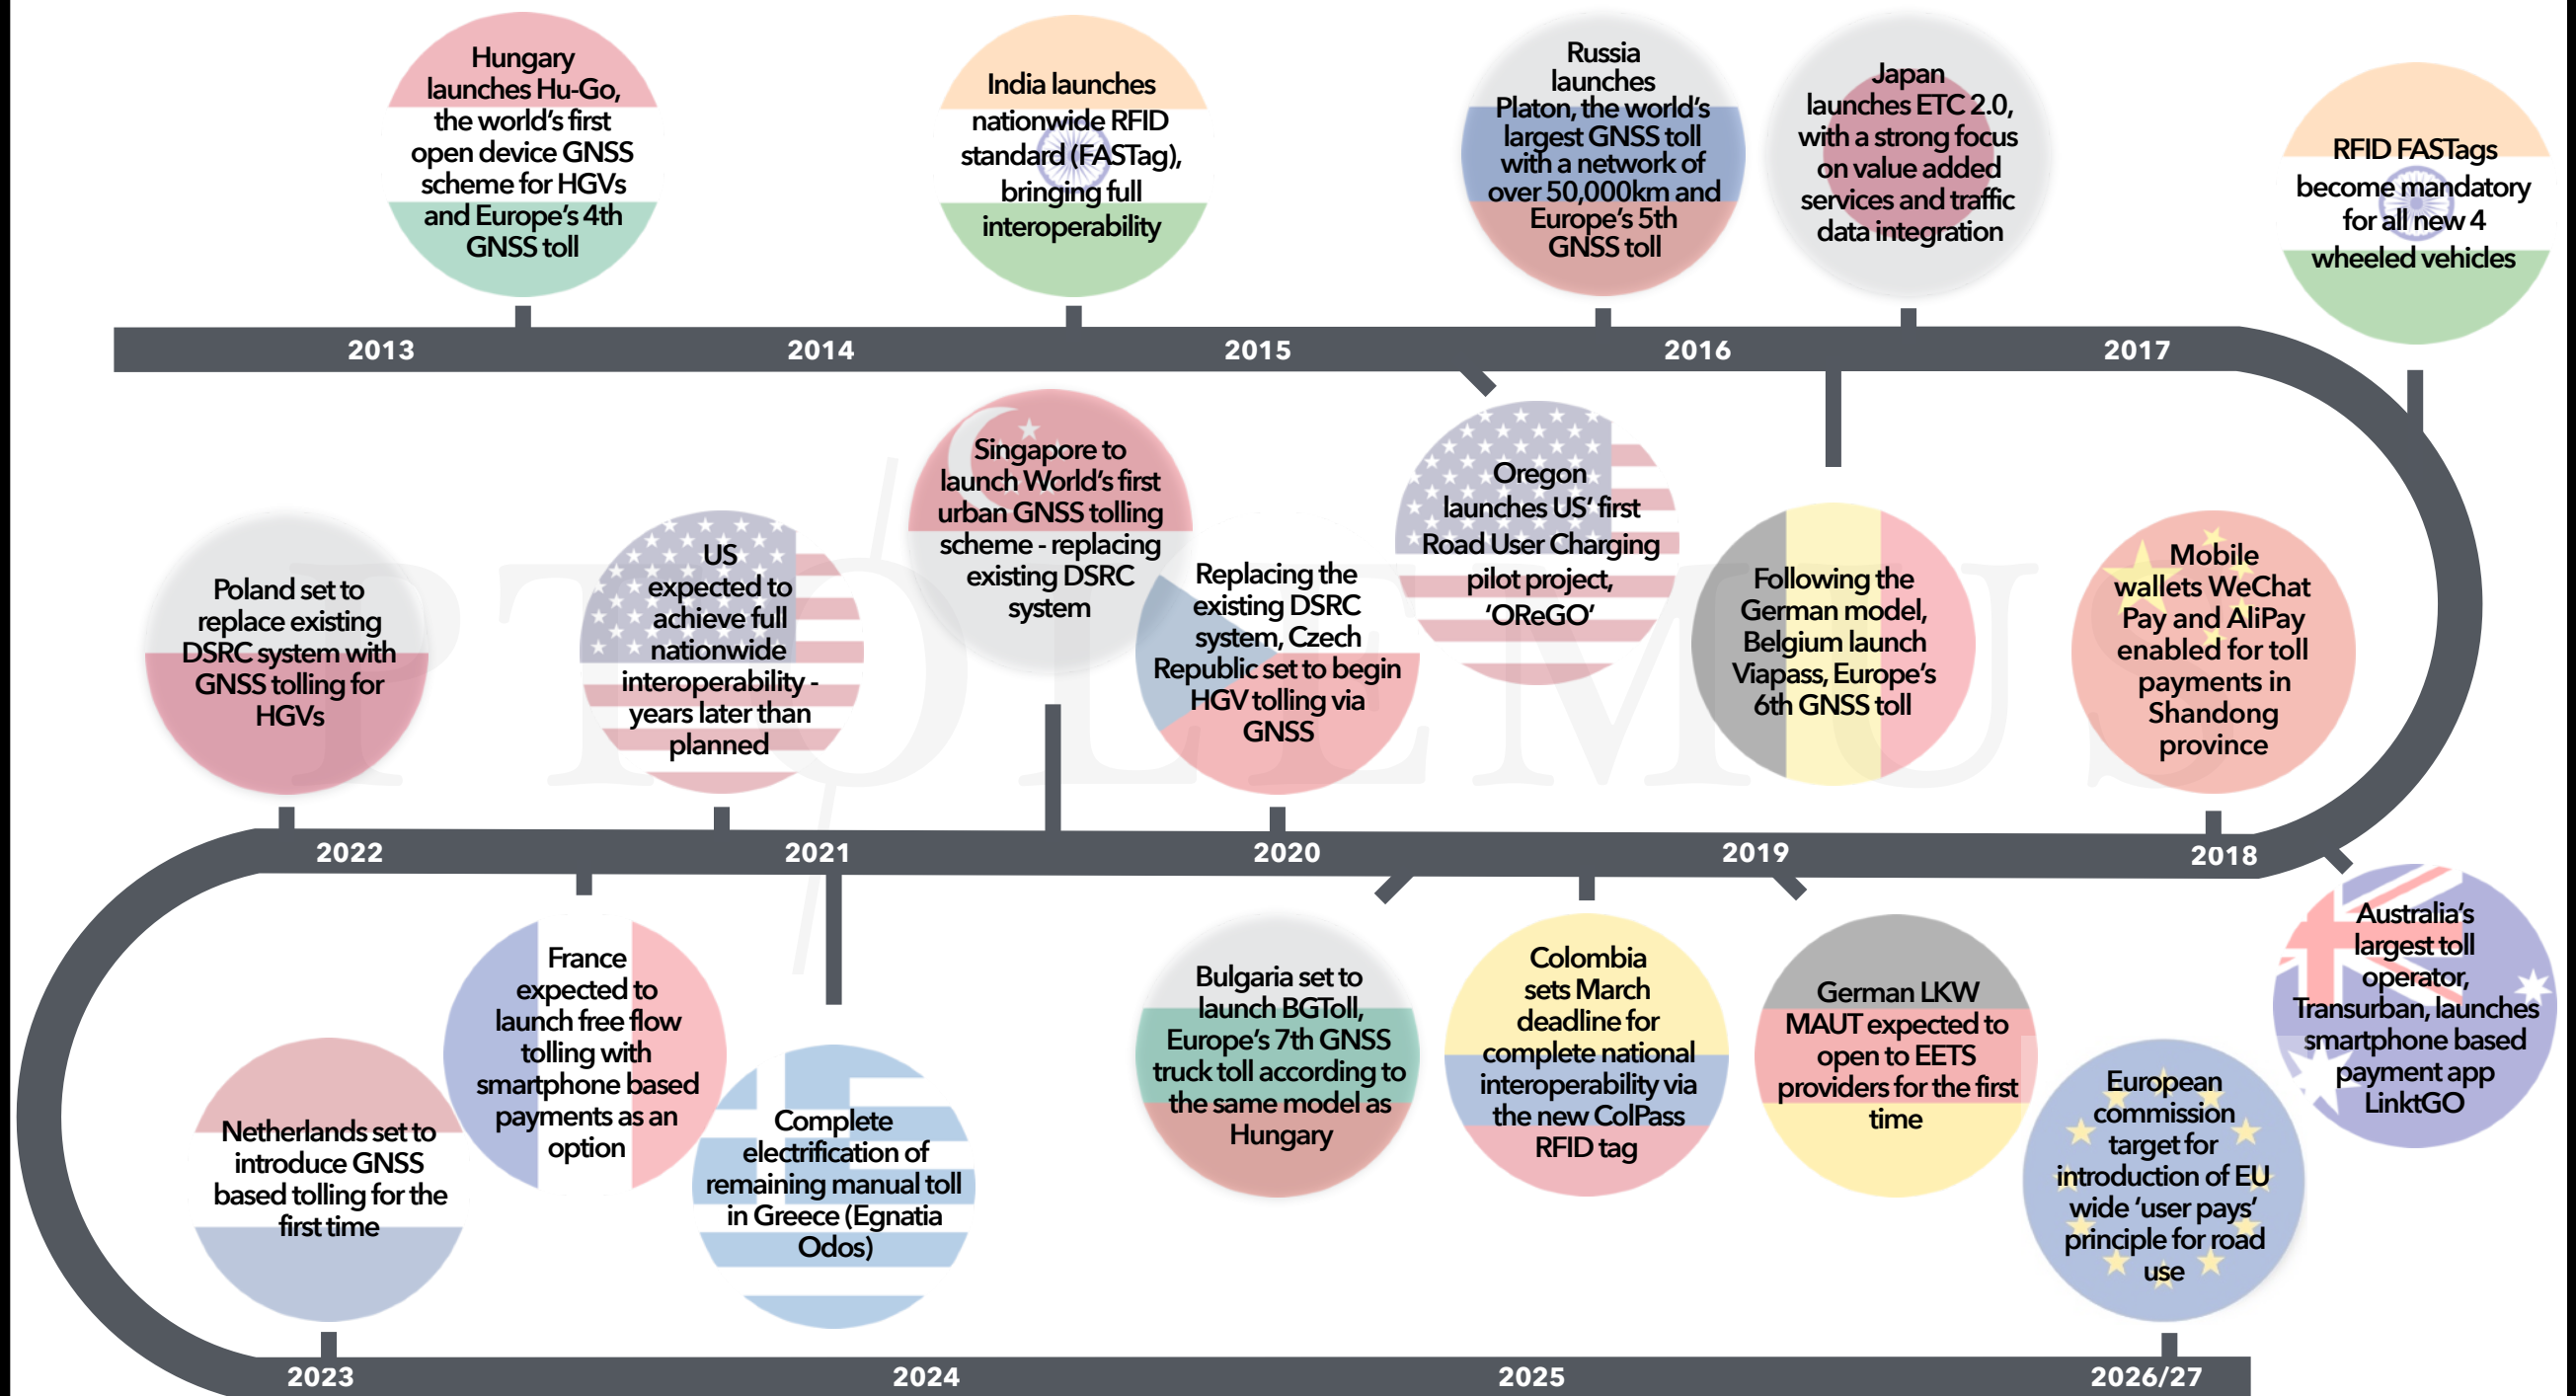 Hungary
launches Hu-Go,
the world's first
open device GNSS
scheme for HGVs
and Europe's 4th
GNSS toll
India launches
nationwide RFID
standard (FASTag),
bringing full
interoperability
Russia
launches
Platon, the world's
largest GNSS toll
with a network of
over 50,000km and
Europe's 5th
GNSS toll
Japan
launches ETC 2.0,
with a strong focus
on value added
services and traffic
data integration
RFID FASTags
become mandatory
for all new 4
wheeled vehicles
2013
2014
2015
2016
2017
Poland set to
replace existing
DSRC system with
GNSS tolling for
HGVs
US
expected to
achieve full
nationwide
interoperability -
years later than
planned
Singapore to
launch World's first
urban GNSS tolling
scheme - replacing
existing DSRC
system
Replacing the
existing DSRC
system, Czech
Republic set to begin
HGV tolling via
GNSS
Oregon
launches US' first
Road User Charging
pilot project,
'OReGO'
Following the
German model,
Belgium launch
Viapass, Europe's
6th GNSS toll
Mobile
wallets WeChat
Pay and AliPay
enabled for toll
payments in
Shandong
province
PTOLEMUS
2022
2021
2020
2019
2018
Netherlands set to
introduce GNSS
based tolling for the
first time
France
expected to
launch free flow
tolling with
smartphone based
payments as an
option
Complete
electrification of
remaining manual toll
in Greece (Egnatia
Odos)
Bulgaria set to
launch BGToll,
Europe's 7th GNSS
truck toll according to
the same model as
Hungary
Colombia
sets March
deadline for
complete national
interoperability via
the new ColPass
RFID tag
German LKW
MAUT expected to
open to EETS
providers for the first
time
European
commission
target for
introduction of EU
wide 'user pays'
principle for road
use
Australia's
largest toll
operator,
Transurban, launches
smartphone based
payment app
LinktGO
2023
2024
2025
2026/27